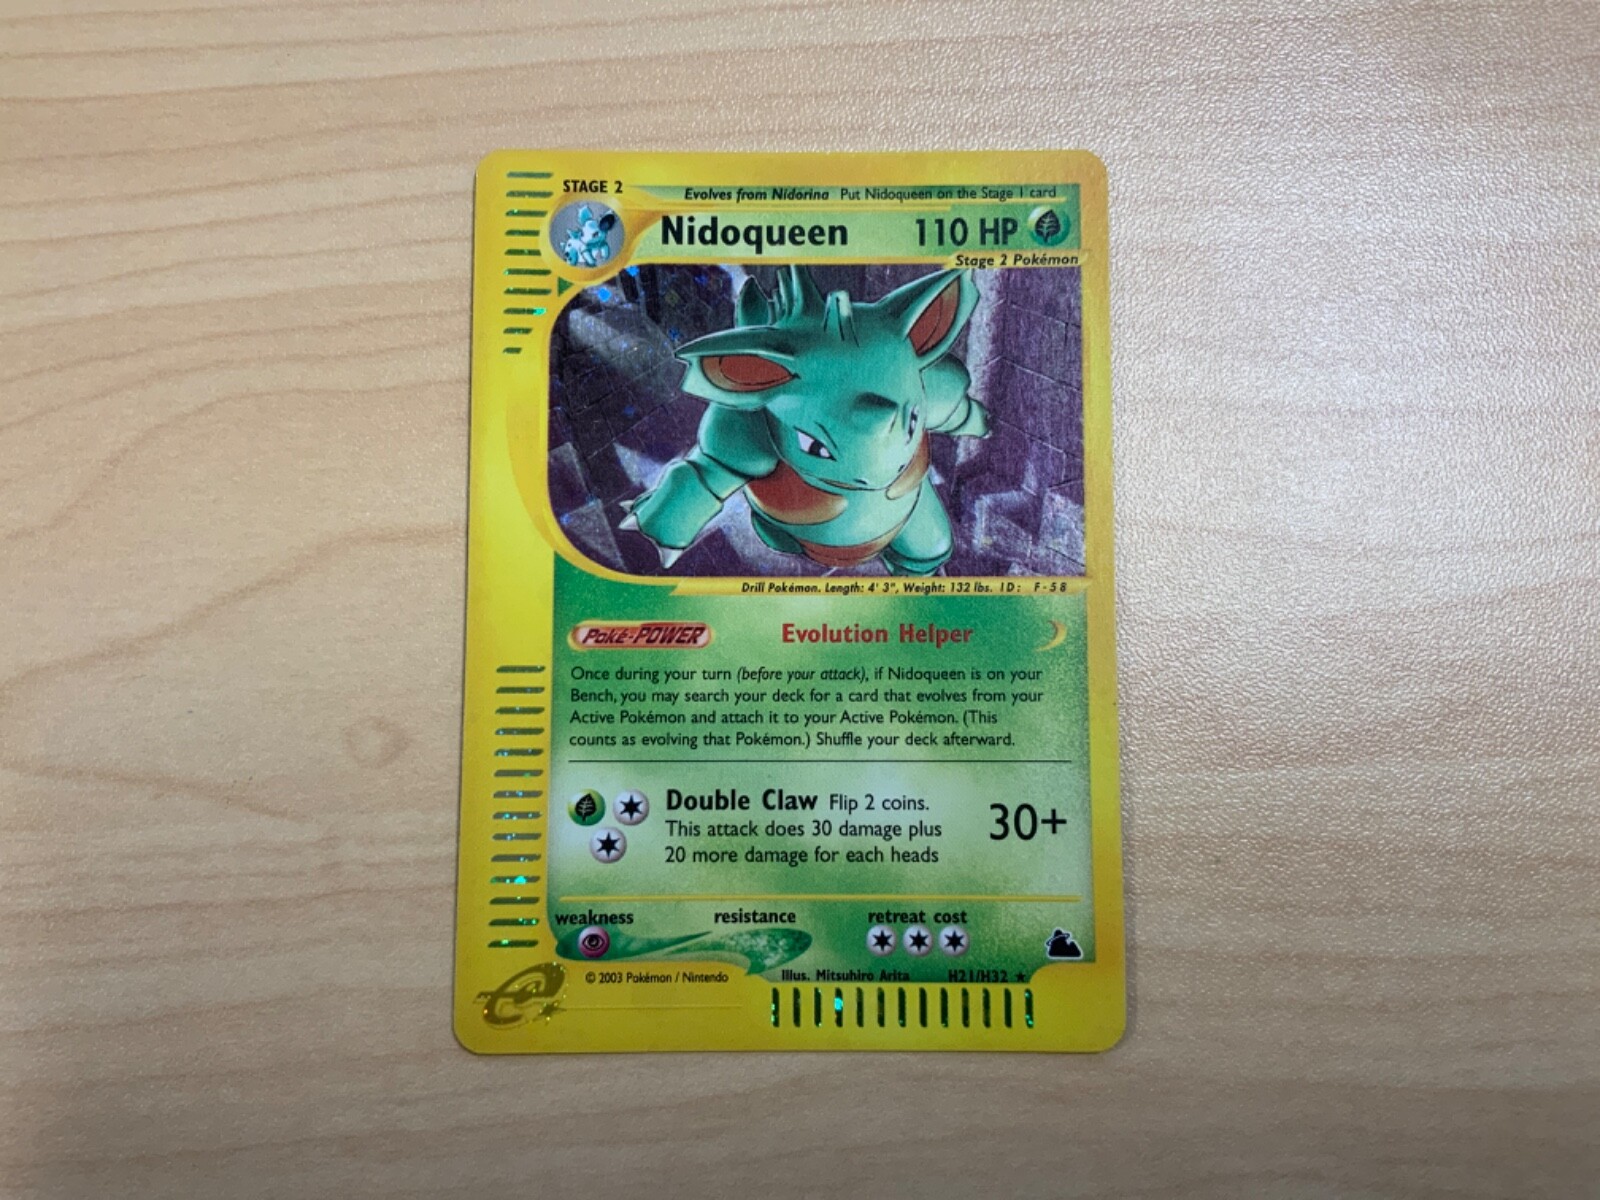 STAGE 2
Evolves from Nidorina Put Nidoqueen on the Stage 1 card
Nidoqueen 110 HP
Stage 2 Pokémon
Drill Pokémon. Length: 4' 3", Weight: 132 lbs. ID: F-58
Poké-POWER Evolution Helper
Once during your turn (before your attack), if Nidoqueen is on your
Bench, you may search your deck for a card that evolves from your
Active Pokémon and attach it to your Active Pokémon. (This
counts as evolving that Pokémon.) Shuffle your deck afterward.
Double Claw Flip 2 coins.
This attack does 30 damage plus
20 more damage for each heads
30+
weakness resistance retreat cost
© 2003 Pokémon / Nintendo Illus. Mitsuhiro Arita H21/H32 ★
e